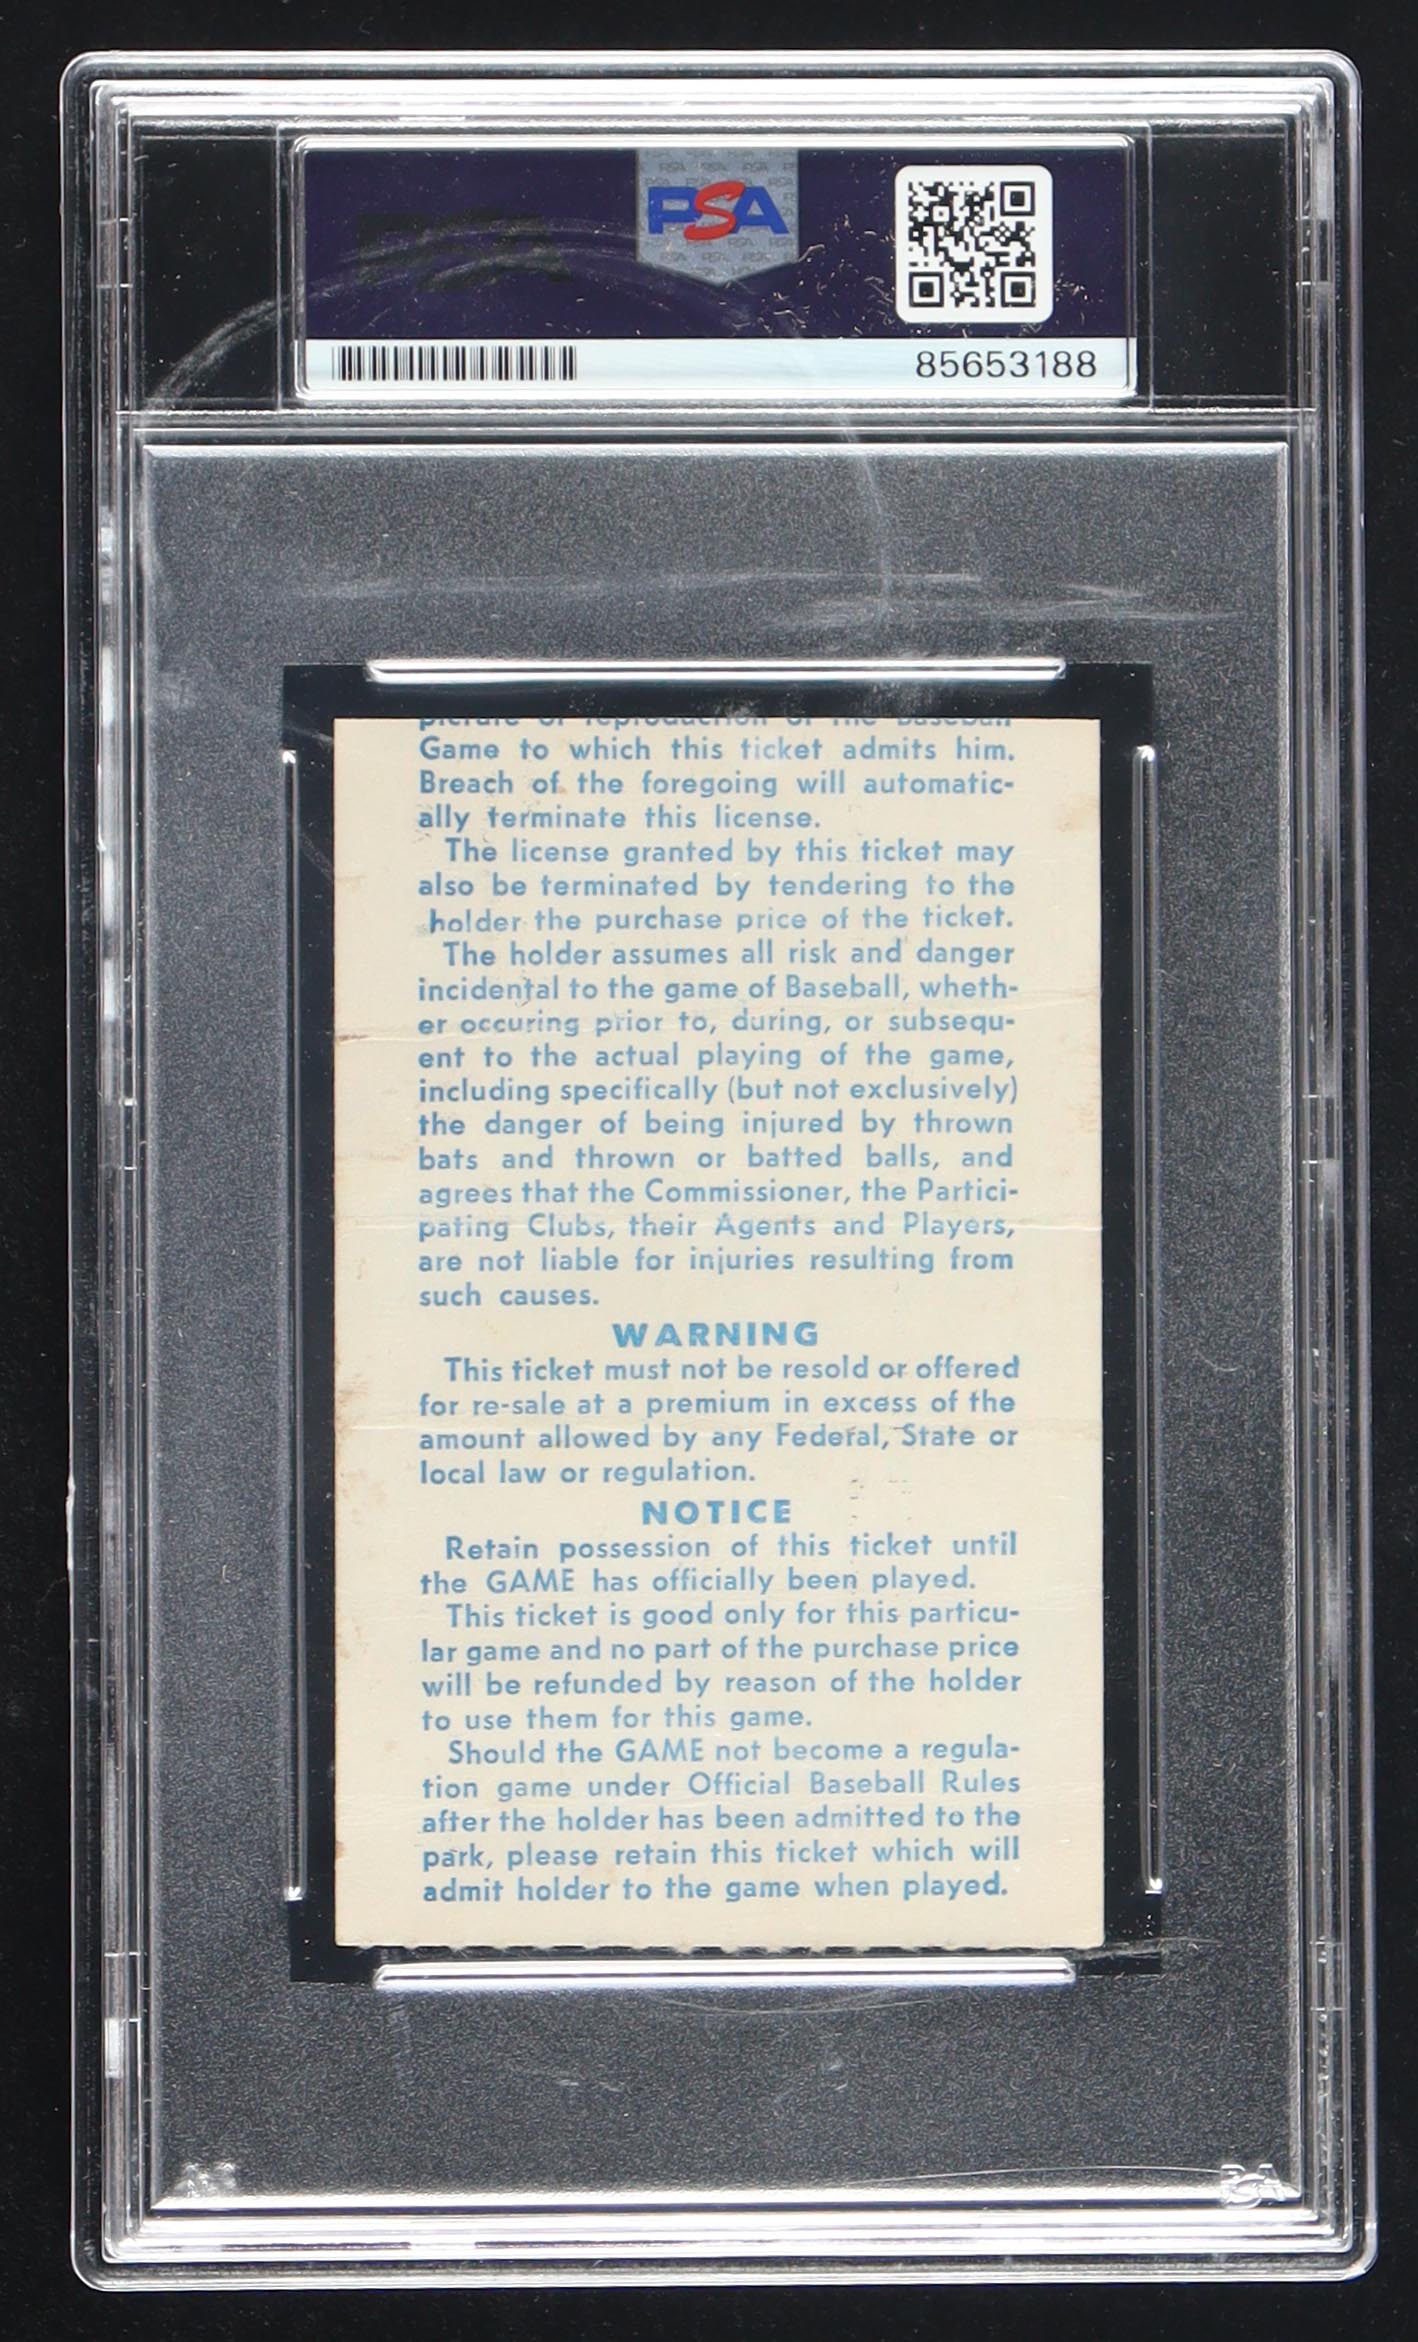 PSA
85653188
picture or reproduction of the Baseball
Game to which this ticket admits him.
Breach of the foregoing will automatic-
ally terminate this license.
The license granted by this ticket may
also be terminated by tendering to the
holder the purchase price of the ticket.
The holder assumes all risk and danger
incidental to the game of Baseball, wheth-
er occuring prior to, during, or subsequ-
ent to the actual playing of the game,
including specifically (but not exclusively)
the danger of being injured by thrown
bats and thrown or batted balls, and
agrees that the Commissioner, the Partici-
pating Clubs, their Agents and Players,
are not liable for injuries resulting from
such causes.
WARNING
This ticket must not be resold or offered
for re-sale at a premium in excess of the
amount allowed by any Federal, State or
local law or regulation.
NOTICE
Retain possession of this ticket until
the GAME has officially been played.
This ticket is good only for this particu-
lar game and no part of the purchase price
will be refunded by reason of the holder
to use them for this game.
Should the GAME not become a regula-
tion game under Official Baseball Rules
after the holder has been admitted to the
park, please retain this ticket which will
admit holder to the game when played.
PSA